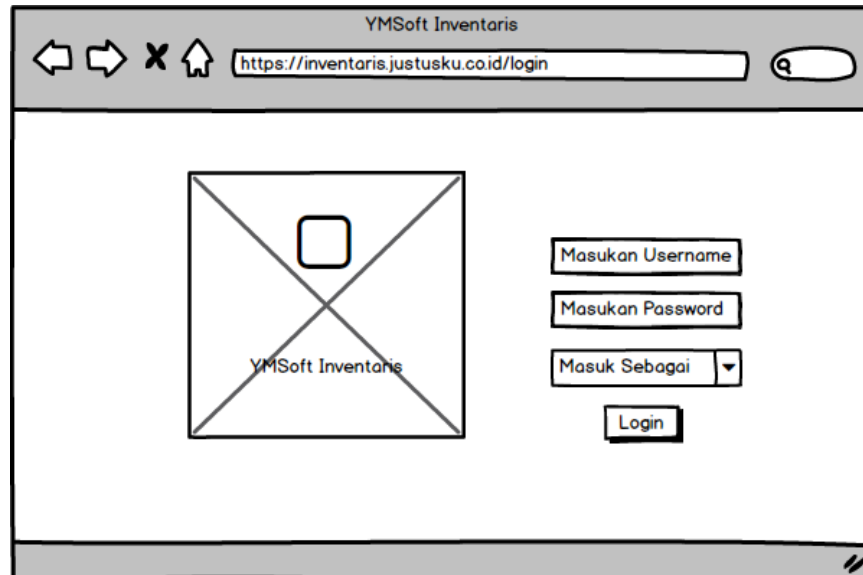 YMSoft Inventaris
https://inventaris.justusku.co.id/login
YMSoft Inventaris
Masukan Username
Masukan Password
Masuk Sebagai
Login